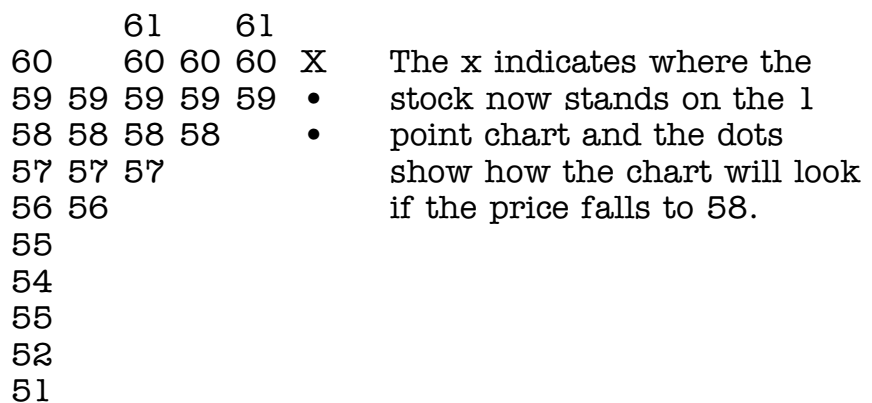 61 61
60 60 60 60 X The x indicates where the
59 59 59 59 59 • stock now stands on the 1
58 58 58 58 • point chart and the dots
57 57 57 show how the chart will look
56 56 if the price falls to 58.
55
54
55
52
51